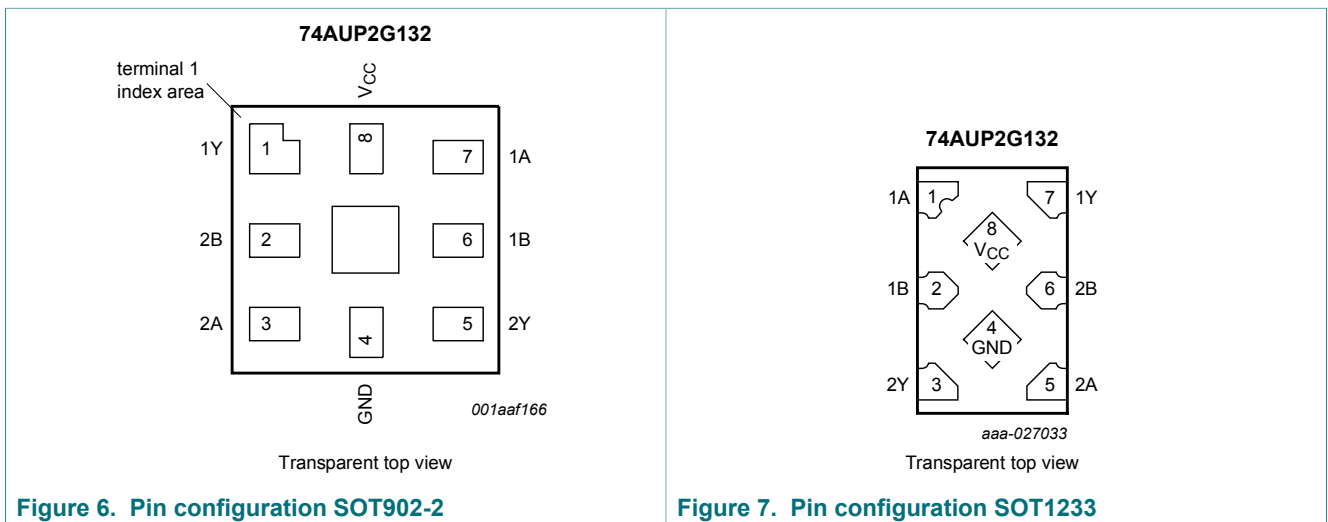 74AUP2G132
terminal 1
index area
VCC
1Y 1 8 7 1A
2B 2 6 1B
2A 3 4 5 2Y
GND
001aaf166
Transparent top view
Figure 6. Pin configuration SOT902-2
74AUP2G132
1A 1 7 1Y
8
VCC
1B 2 6 2B
4
GND
2Y 3 5 2A
aaa-027033
Transparent top view
Figure 7. Pin configuration SOT1233